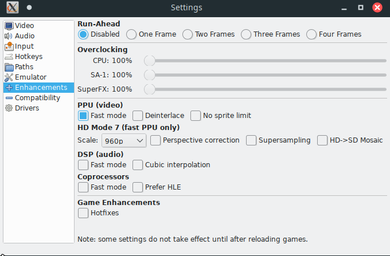 Settings
Video
Audio
Input
Hotkeys
Paths
Emulator
Enhancements
Compatibility
Drivers
Run-Ahead
Disabled One Frame Two Frames Three Frames Four Frames
Overclocking
CPU: 100%
SA-1: 100%
SuperFX: 100%
PPU (video)
Fast mode Deinterlace No sprite limit
HD Mode 7 (fast PPU only)
Scale: 960p Perspective correction Supersampling HD->SD Mosaic
DSP (audio)
Fast mode Cubic interpolation
Coprocessors
Fast mode Prefer HLE
Game Enhancements
Hotfixes
Note: some settings do not take effect until after reloading games.